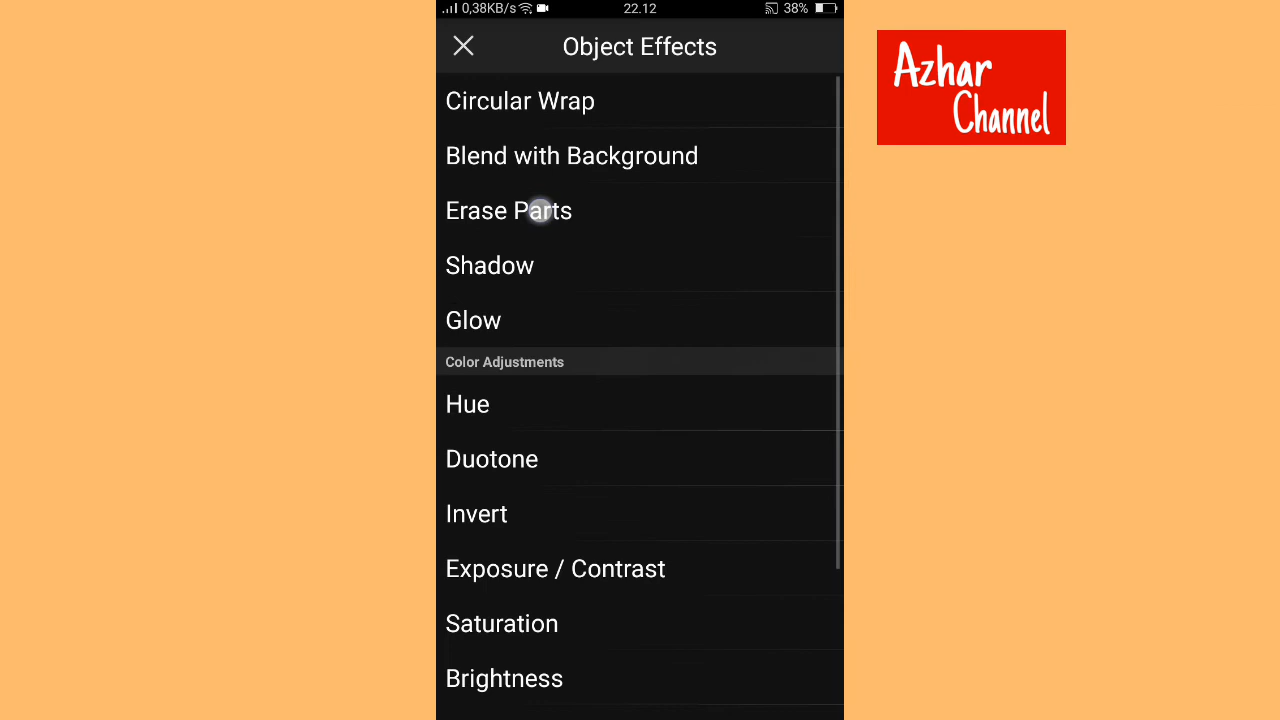 0,38KB/s 22.12 38%
Object Effects
Azhar
Channel
Circular Wrap
Blend with Background
Erase Parts
Shadow
Glow
Color Adjustments
Hue
Duotone
Invert
Exposure / Contrast
Saturation
Brightness